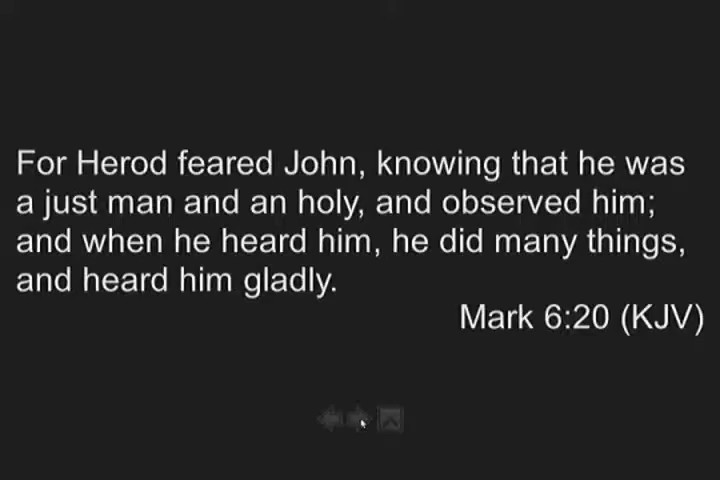 For Herod feared John, knowing that he was
a just man and an holy, and observed him;
and when he heard him, he did many things,
and heard him gladly.
Mark 6:20 (KJV)